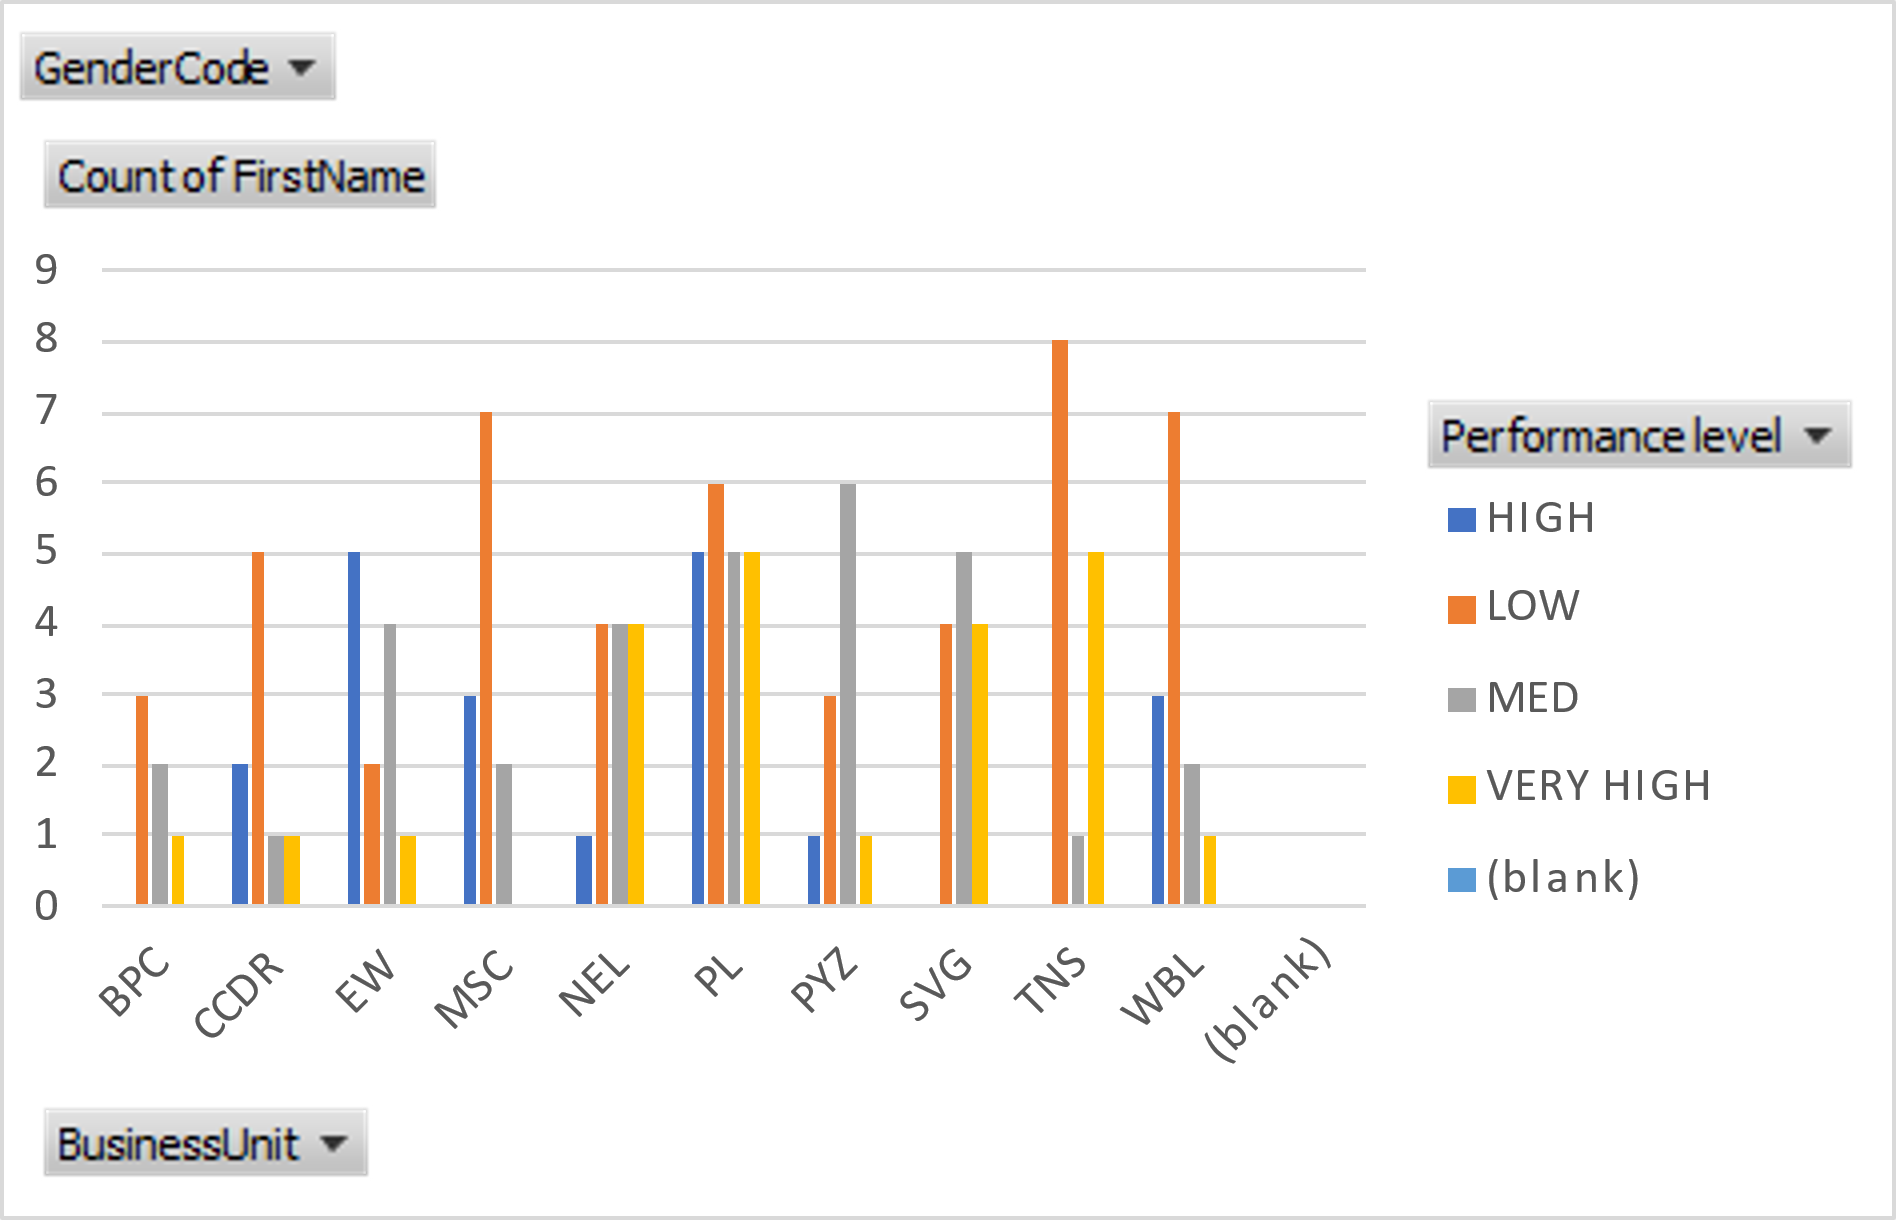 GenderCode
Count of FirstName
9
8
7
6
5
4
3
2
1
0
BPC
CCDR
EW
MSC
NEL
PL
PYZ
SVG
TNS
WBL
(blank)
Performance level
HIGH
LOW
MED
VERY HIGH
(blank)
BusinessUnit